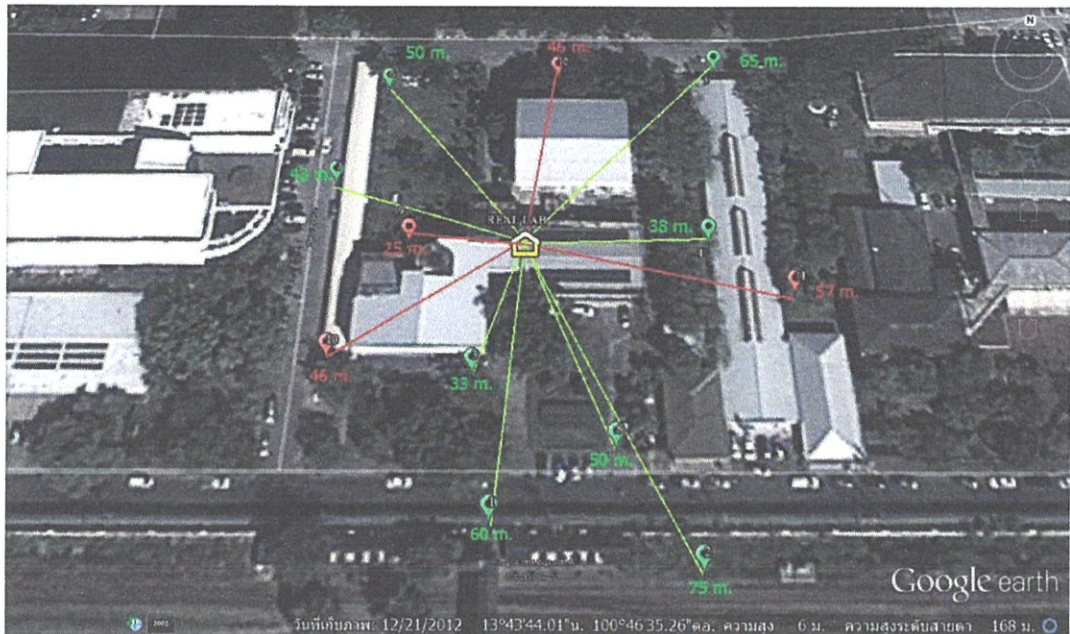 N
50 m.
46 m.
65 m.
43 m.
REAL LAB
38 m.
25 m.
57 m.
10
46 m.
33 m.
50 m.
60 m.
75 m.
Google earth
2002 วันที่เก็บภาพ: 12/21/2012 13°43'44.01"น. 100°46'35.26"ตอ. ความสูง 6 ม. ความสูงระดับสายตา 168 ม.